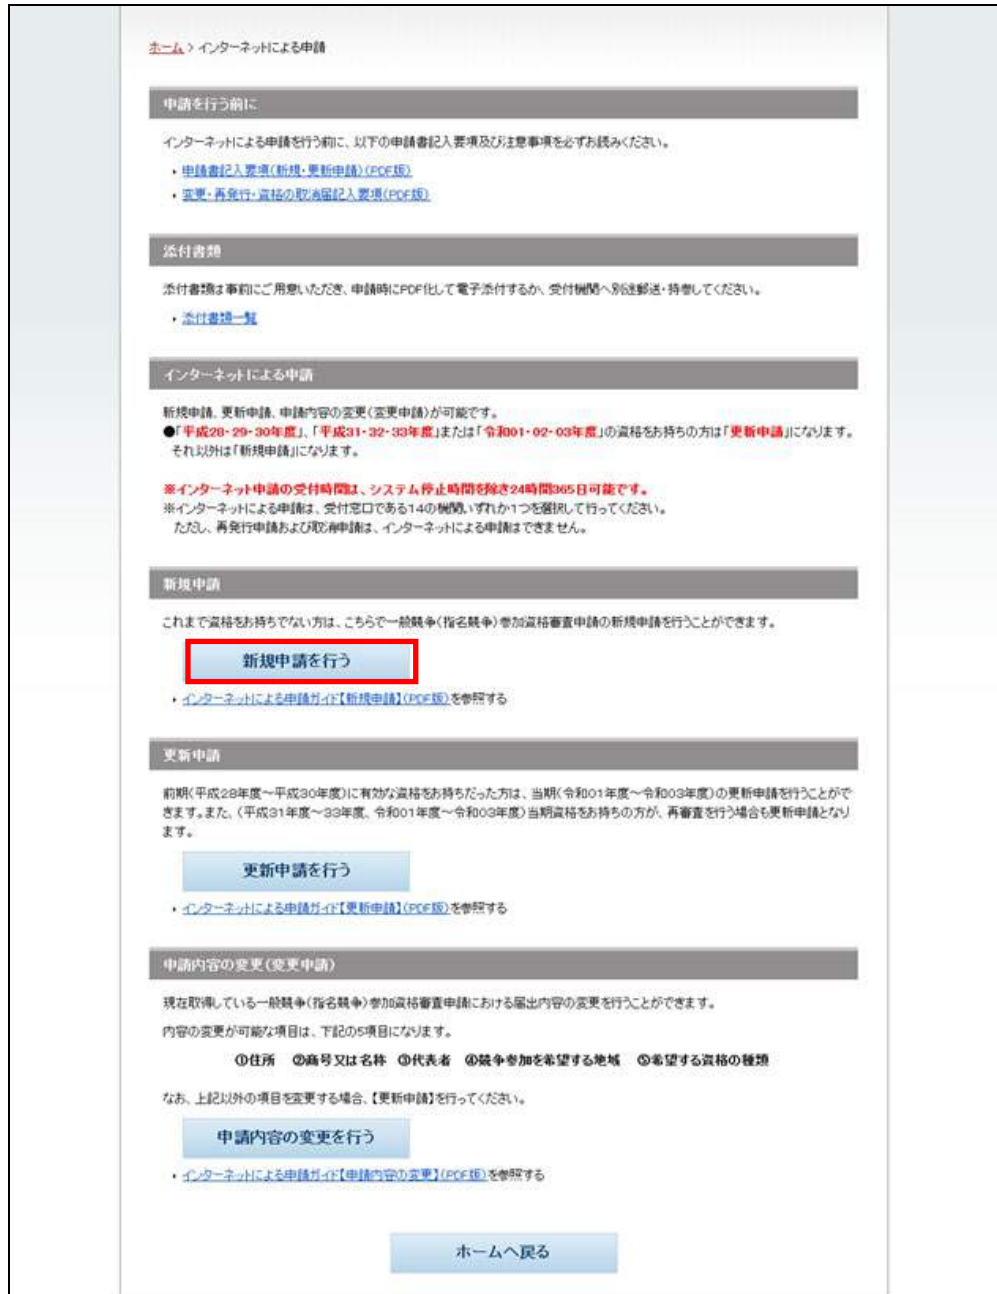 ホーム > インターネットによる申請
申請を行う前に
インターネットによる申請を行う前に、以下の申請書記入要項及び注意事項を必ずお読みください。
・申請書記入要項(新規・更新申請)(PDF版)
・変更・再発行・資格の取消届記入要項(PDF版)
添付書類
添付書類は事前にご用意いただき、申請時にPDF化して電子添付するか、受付機関へ別送郵送・持参してください。
・添付書類一覧
インターネットによる申請
新規申請、更新申請、申請内容の変更(変更申請)が可能です。
●「平成28・29・30年度」、「平成31・32・33年度」または「令和01・02・03年度」の資格をお持ちの方は「更新申請」になります。
それ以外は「新規申請」になります。
※インターネット申請の受付時間は、システム停止時間を除き24時間365日可能です。
※インターネットによる申請は、受付窓口である14の機関いずれか1つを選択して行ってください。
ただし、再発行申請および取消申請は、インターネットによる申請はできません。
新規申請
これまで資格をお持ちでない方は、こちらで一般競争(指名競争)参加資格審査申請の新規申請を行うことができます。
新規申請を行う
・インターネットによる申請ガイド【新規申請】(PDF版)を参照する
更新申請
前期(平成28年度～平成30年度)に有効な資格をお持ちだった方は、当期(令和01年度～令和03年度)の更新申請を行うことがで
きます。また、(平成31年度～33年度、令和01年度～令和03年度)当期資格をお持ちの方が、再審査を行う場合も更新申請となり
ます。
更新申請を行う
・インターネットによる申請ガイド【更新申請】(PDF版)を参照する
申請内容の変更(変更申請)
現在取得している一般競争(指名競争)参加資格審査申請における届出内容の変更を行うことができます。
内容の変更が可能な項目は、下記の5項目になります。
①住所 ②商号又は名称 ③代表者 ④競争参加を希望する地域 ⑤希望する資格の種類
なお、上記以外の項目を変更する場合、【更新申請】を行ってください。
申請内容の変更を行う
・インターネットによる申請ガイド【申請内容の変更】(PDF版)を参照する
ホームへ戻る